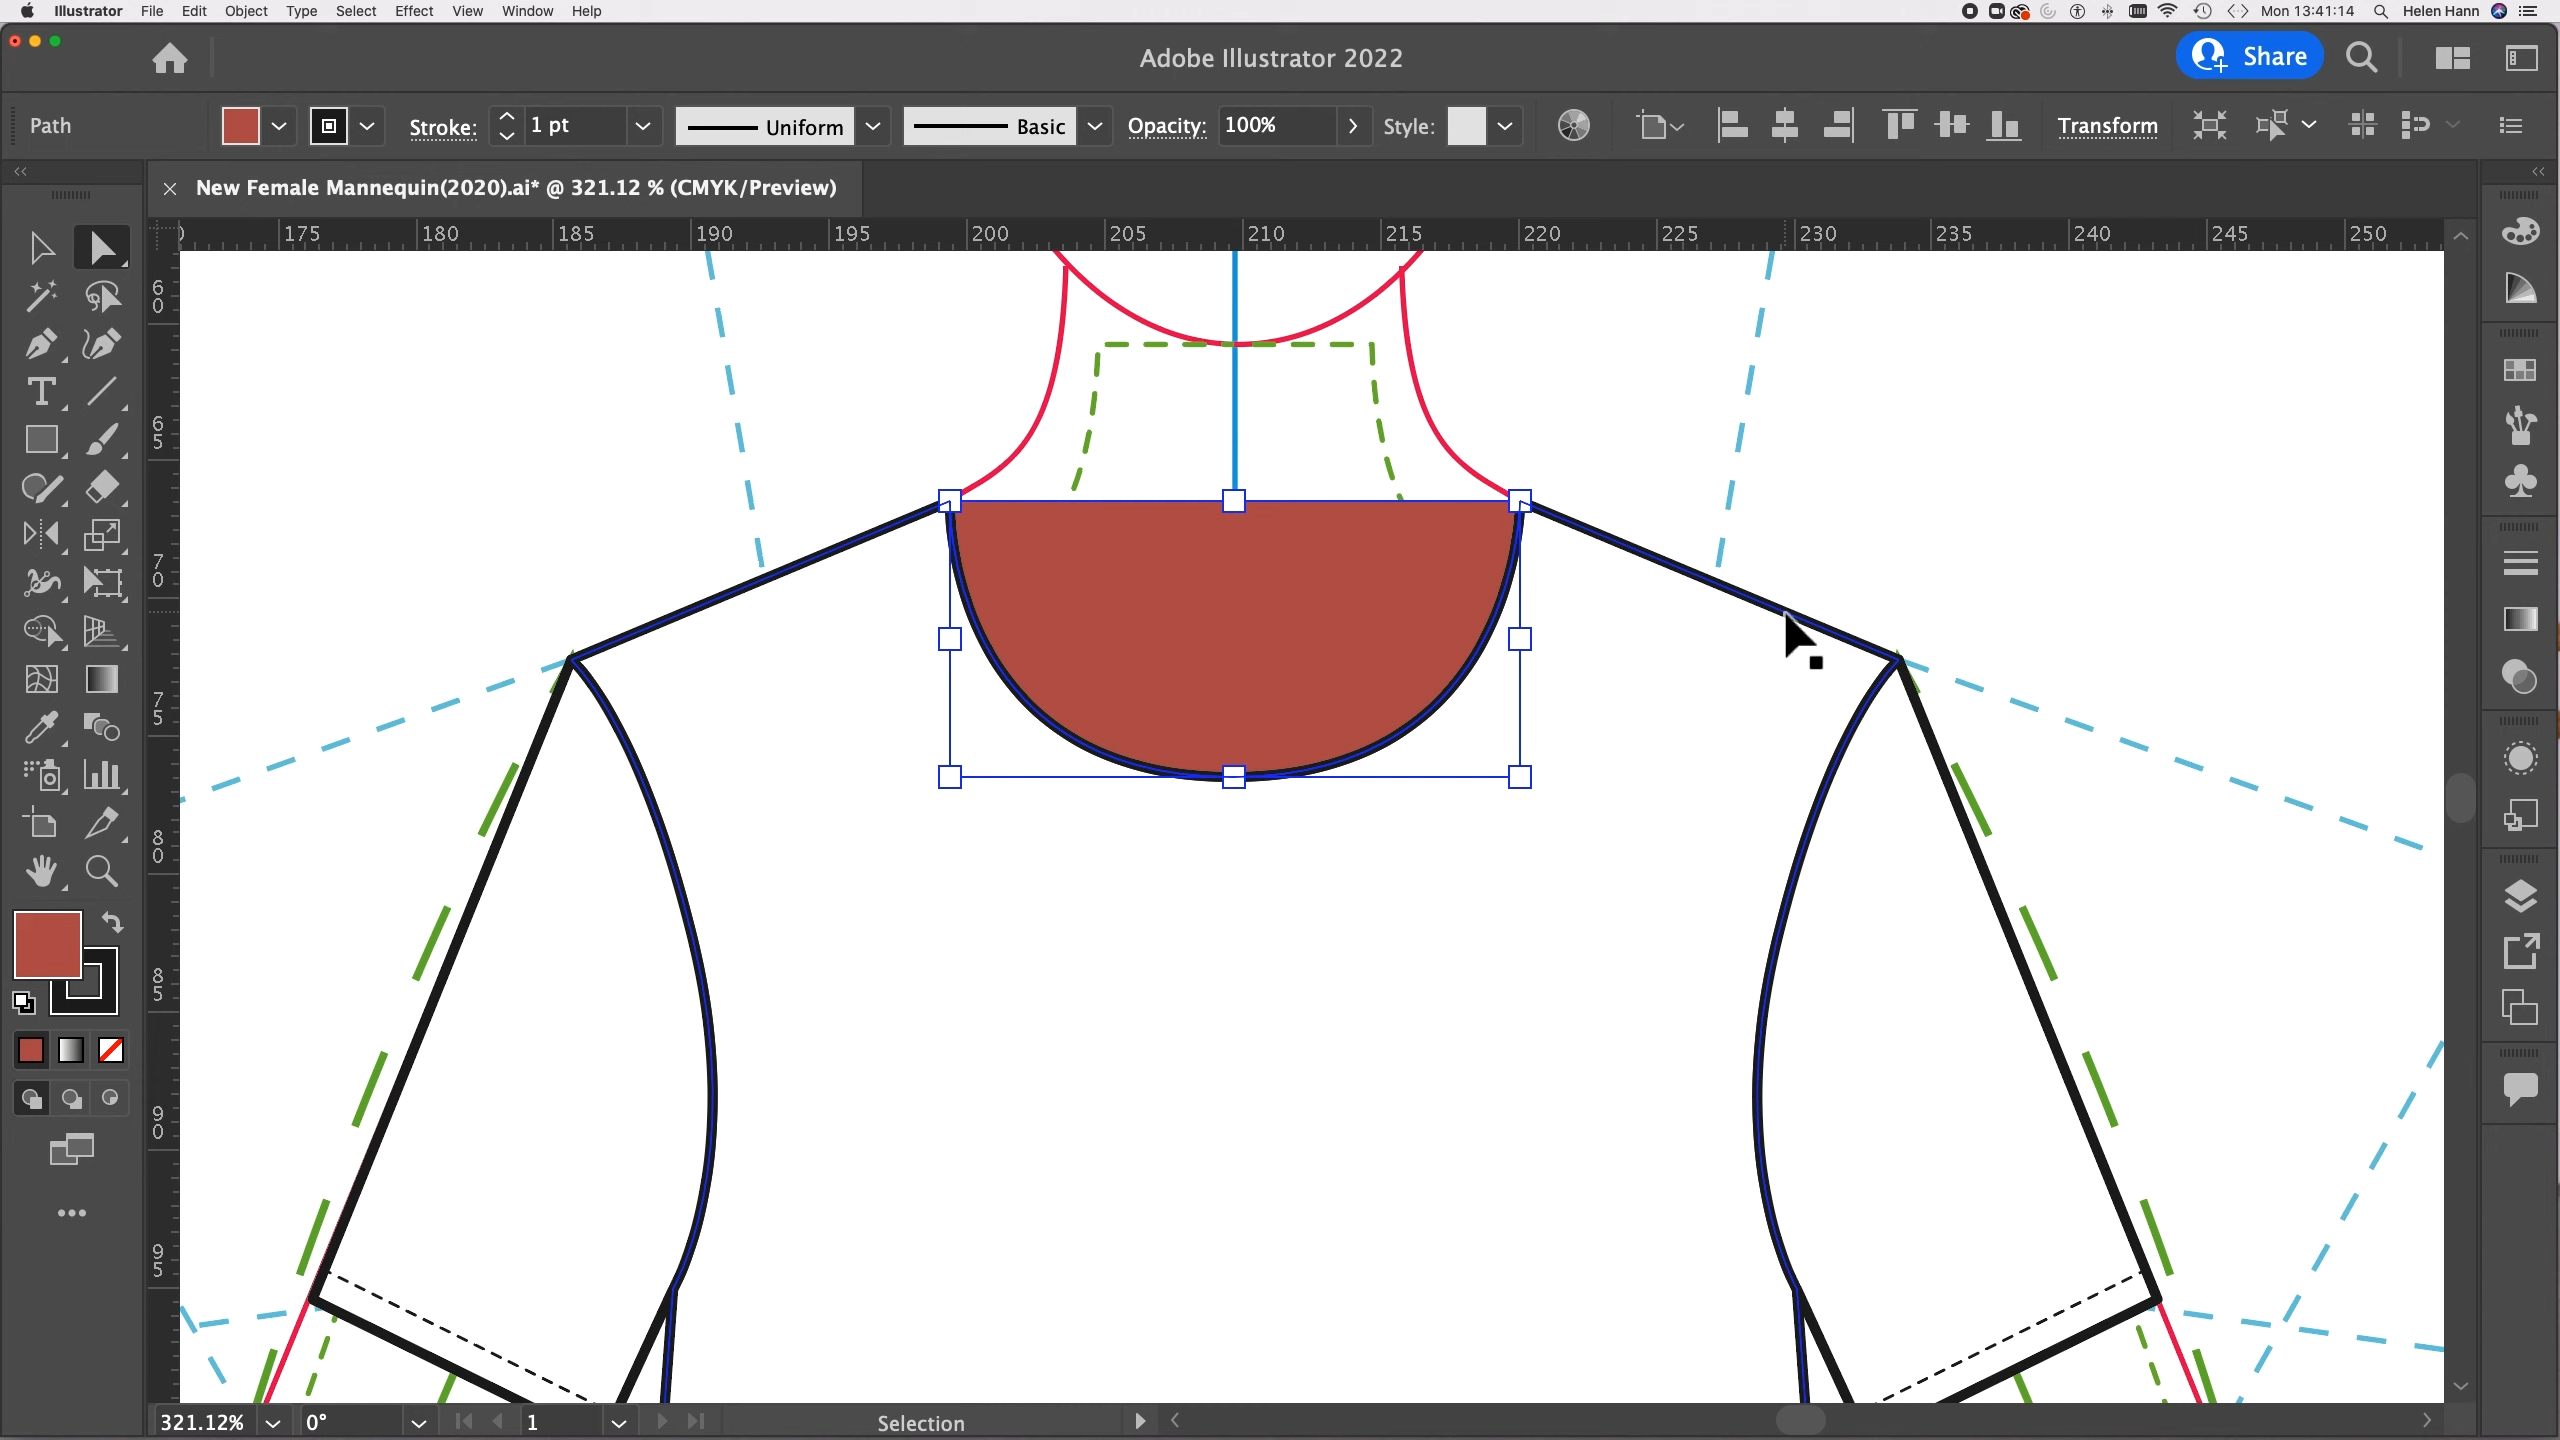 Illustrator File Edit Object Type Select Effect View Window Help Mon 13:41:14 Helen Hann
Adobe Illustrator 2022 Share
Path Stroke: 1 pt Uniform Basic Opacity: 100% Style: Transform
× New Female Mannequin(2020).ai* @ 321.12 % (CMYK/Preview)
175 180 185 190 195 200 205 210 215 220 225 230 235 240 245 250
60
65
70
75
80
85
90
95
321.12% 0° 1 Selection